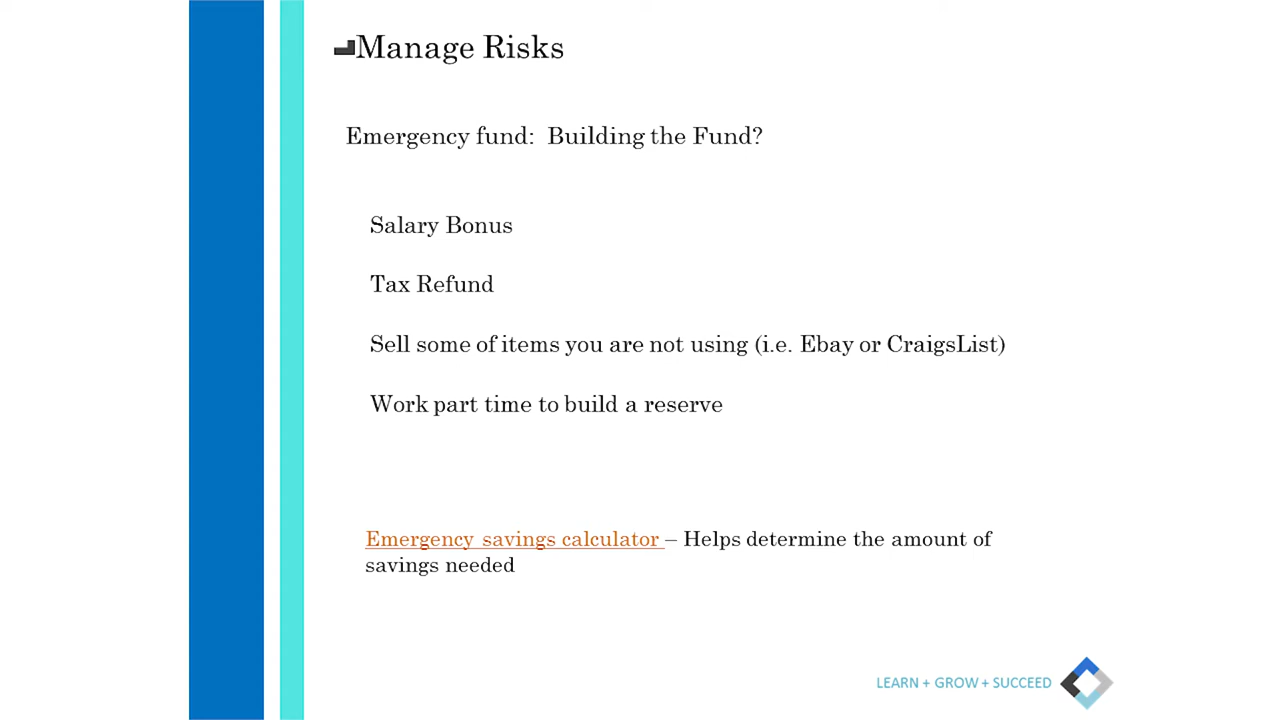 Manage Risks
Emergency fund:  Building the Fund?
Salary Bonus
Tax Refund
Sell some of items you are not using (i.e. Ebay or CraigsList)
Work part time to build a reserve
Emergency savings calculator – Helps determine the amount of
savings needed
LEARN + GROW + SUCCEED